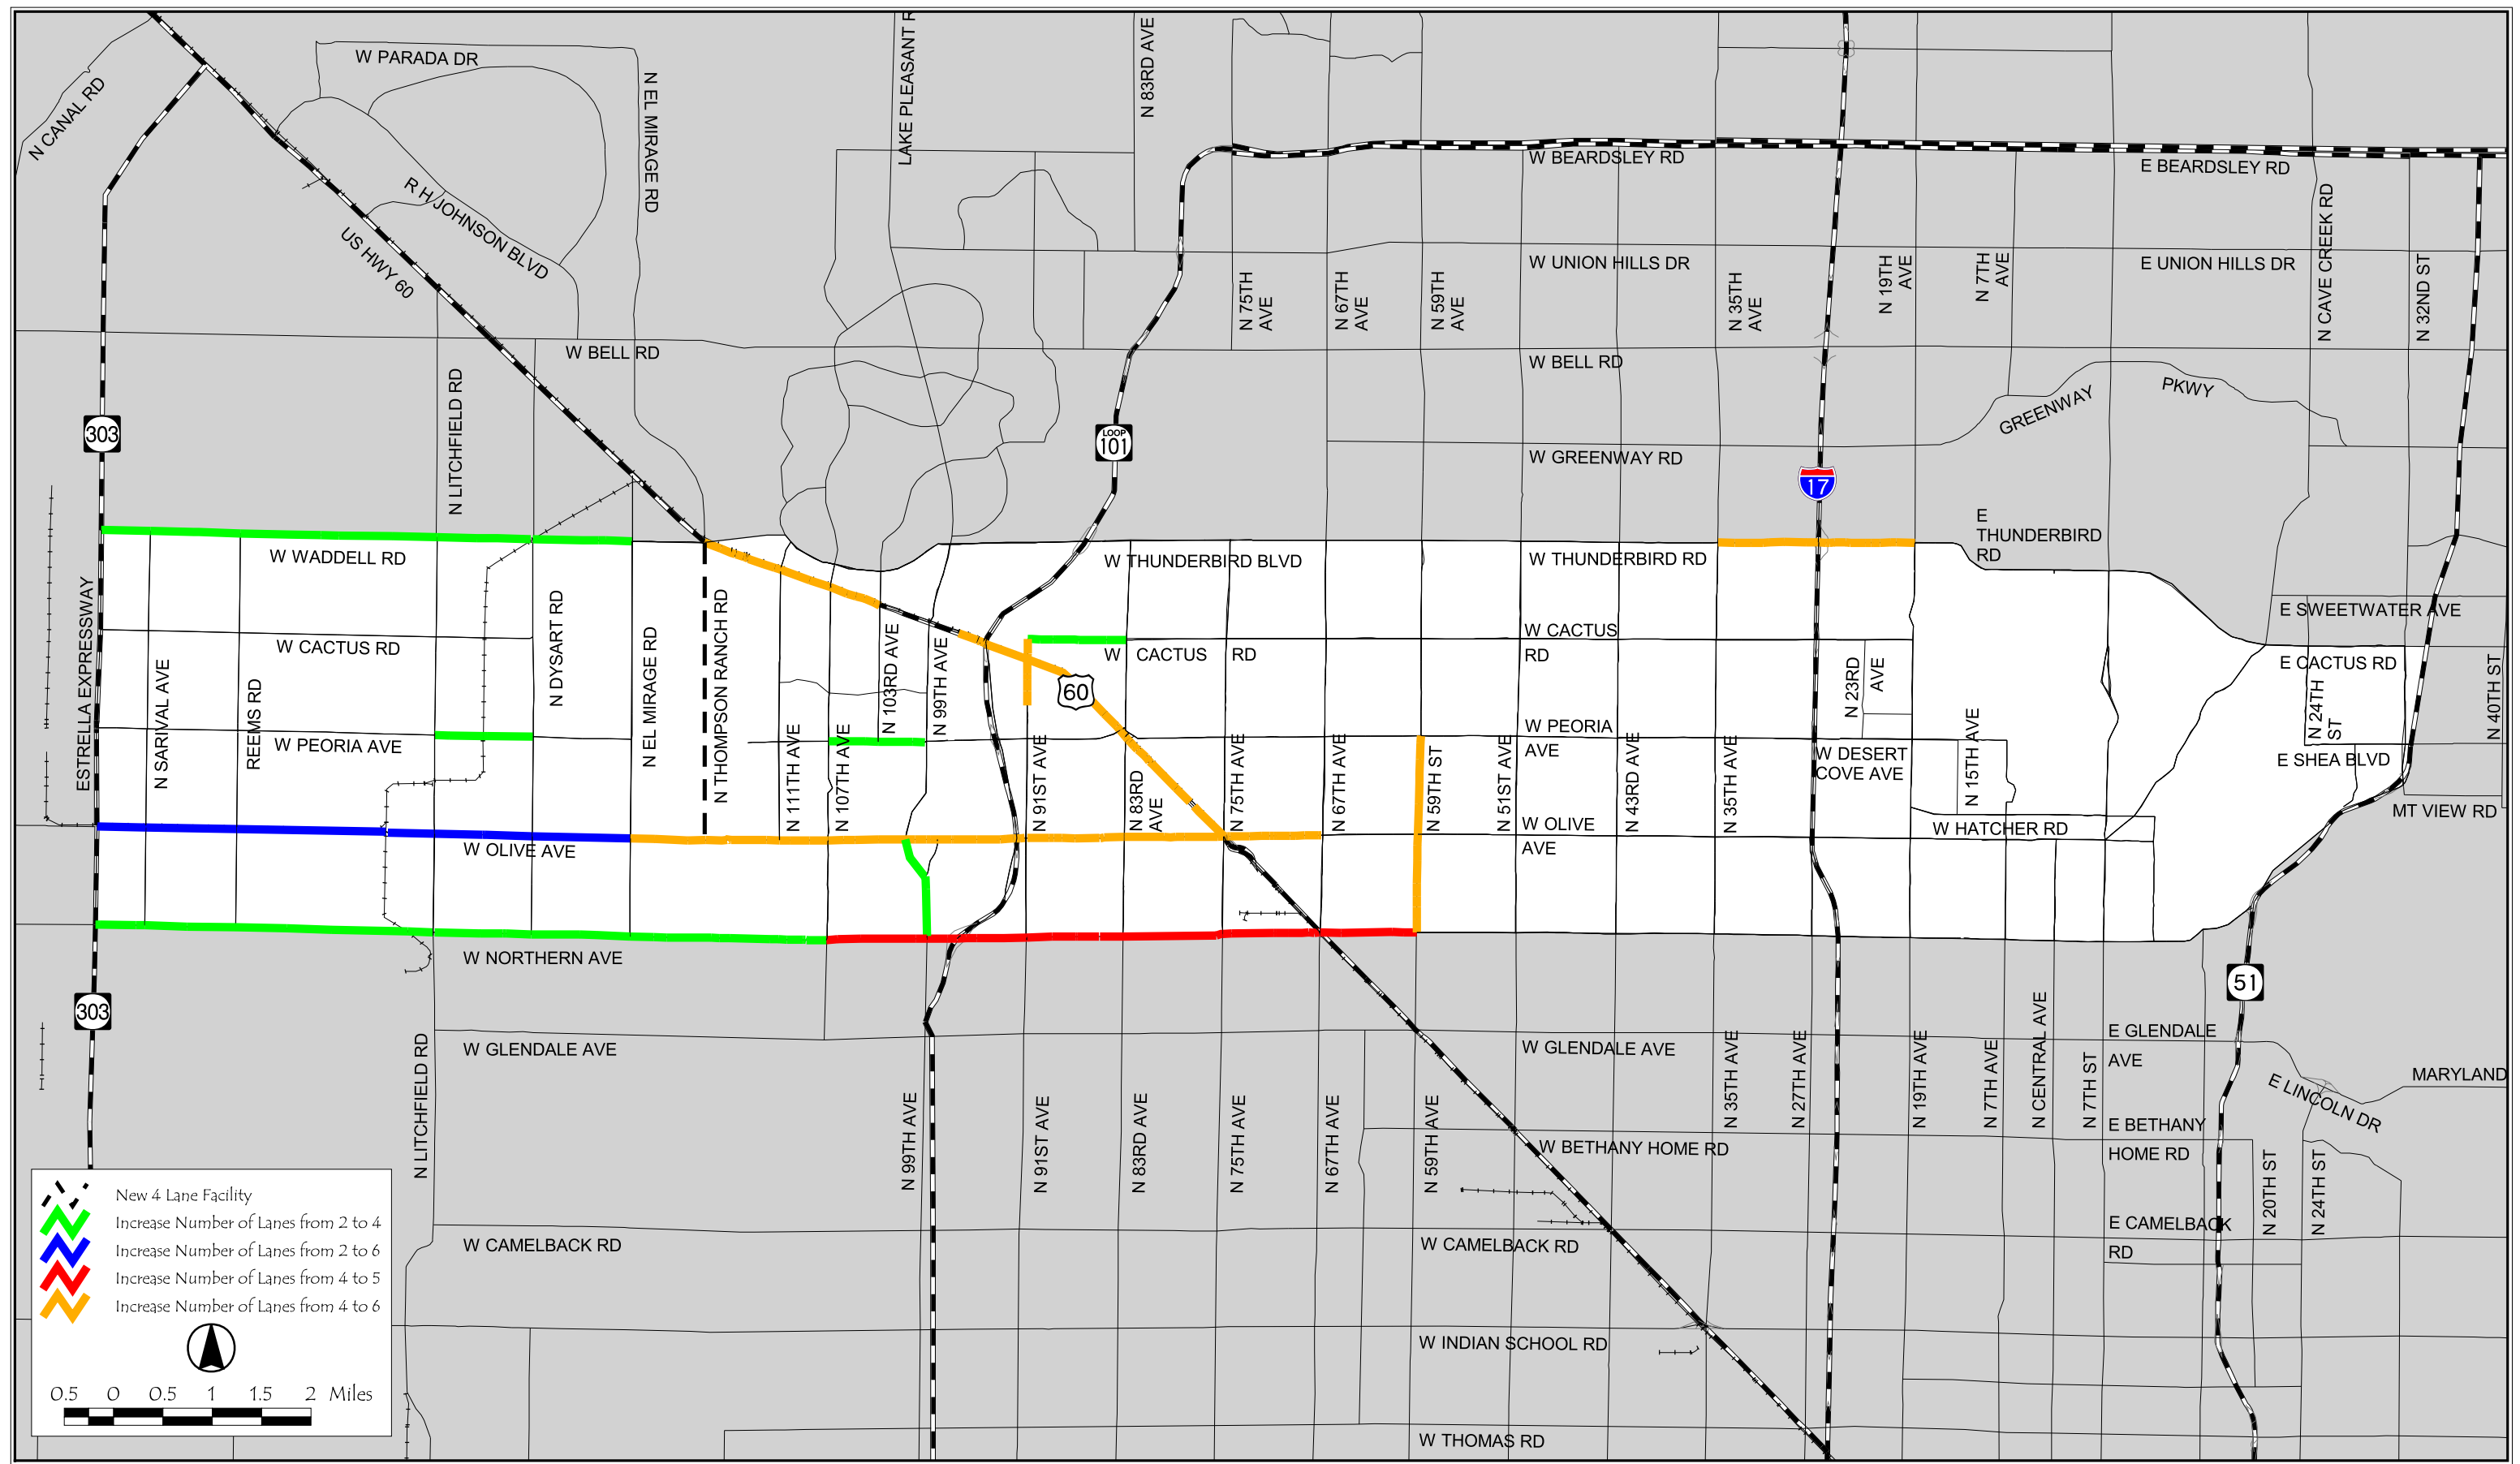 W PARADA DR
N CANAL RD
N EL MIRAGE RD
LAKE PLEASANT R
N 83RD AVE
R H JOHNSON BLVD
US HWY 60
W BEARDSLEY RD
E BEARDSLEY RD
W UNION HILLS DR
E UNION HILLS DR
N 75TH
AVE
N 67TH
AVE
N 59TH
AVE
N 35TH
AVE
N 19TH
AVE
N 7TH
AVE
N CAVE CREEK RD
N 32ND ST
W BELL RD
W BELL RD
N LITCHFIELD RD
GREENWAY
PKWY
303
LOOP
101
W GREENWAY RD
17
E
THUNDERBIRD
RD
W WADDELL RD
W THUNDERBIRD BLVD
W THUNDERBIRD RD
ESTRELLA EXPRESSWAY
N SARIVAL AVE
REEMS RD
N DYSART RD
N EL MIRAGE RD
N THOMPSON RANCH RD
W CACTUS RD
N 103RD AVE
N 99TH AVE
W CACTUS RD
W CACTUS
RD
E SWEETWATER AVE
E CACTUS RD
N 23RD
AVE
N 24TH
ST
N 40TH ST
60
W PEORIA AVE
N 111TH AVE
N 107TH AVE
N 91ST AVE
N 83RD
AVE
N 75TH AVE
N 67TH AVE
N 59TH ST
N 51ST AVE
W PEORIA
AVE
N 43RD AVE
N 35TH AVE
W DESERT
COVE AVE
N 15TH AVE
E SHEA BLVD
MT VIEW RD
W OLIVE AVE
W OLIVE
AVE
W HATCHER RD
W NORTHERN AVE
303
51
W GLENDALE AVE
W GLENDALE AVE
E GLENDALE
AVE
N LITCHFIELD RD
N 99TH AVE
N 91ST AVE
N 83RD AVE
N 75TH AVE
N 67TH AVE
N 59TH AVE
N 35TH AVE
N 27TH AVE
N 19TH AVE
N 7TH AVE
N CENTRAL AVE
N 7TH ST
MARYLAND
E LINCOLN DR
W BETHANY HOME RD
E BETHANY
HOME RD
N 20TH ST
N 24TH ST
W CAMELBACK RD
W CAMELBACK RD
E CAMELBACK
RD
W INDIAN SCHOOL RD
W THOMAS RD
New 4 Lane Facility
Increase Number of Lanes from 2 to 4
Increase Number of Lanes from 2 to 6
Increase Number of Lanes from 4 to 5
Increase Number of Lanes from 4 to 6
0.5 0 0.5 1 1.5 2 Miles